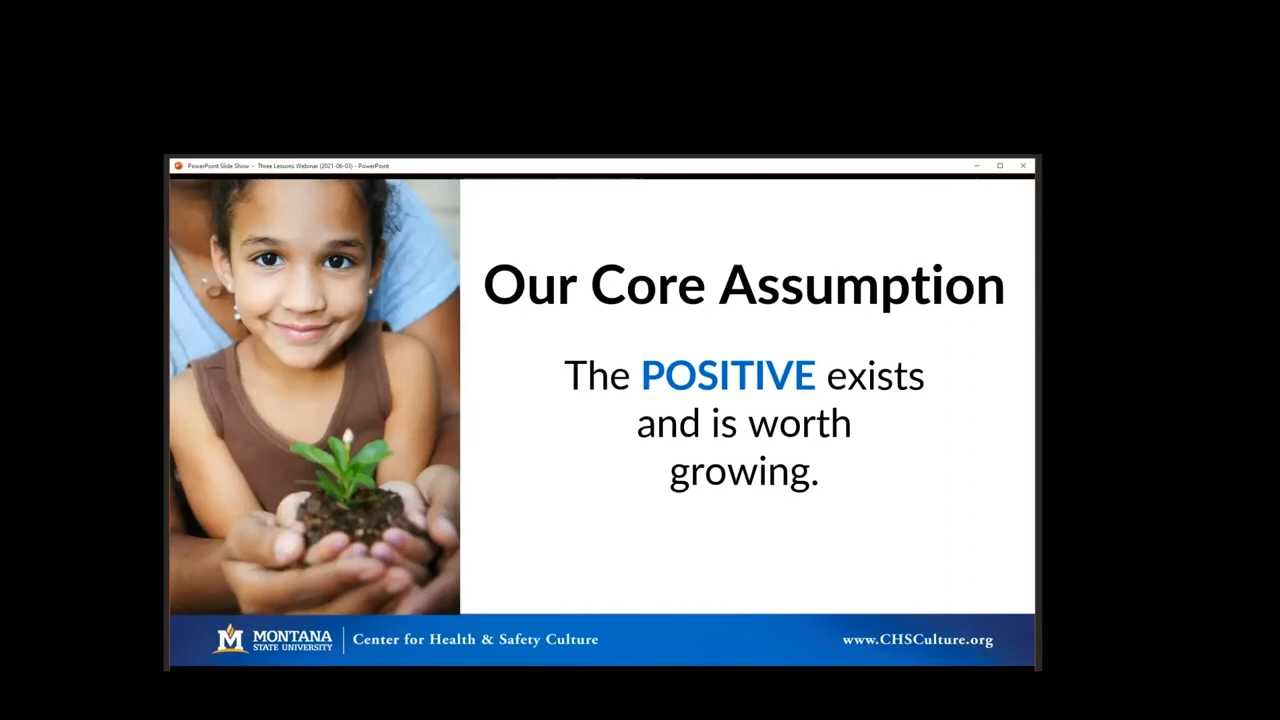 PowerPoint Slide Show - Three Lessons Webinar (2021-06-03) - PowerPoint
Our Core Assumption
The POSITIVE exists
and is worth
growing.
M MONTANA
STATE UNIVERSITY
Center for Health & Safety Culture
www.CHSCulture.org